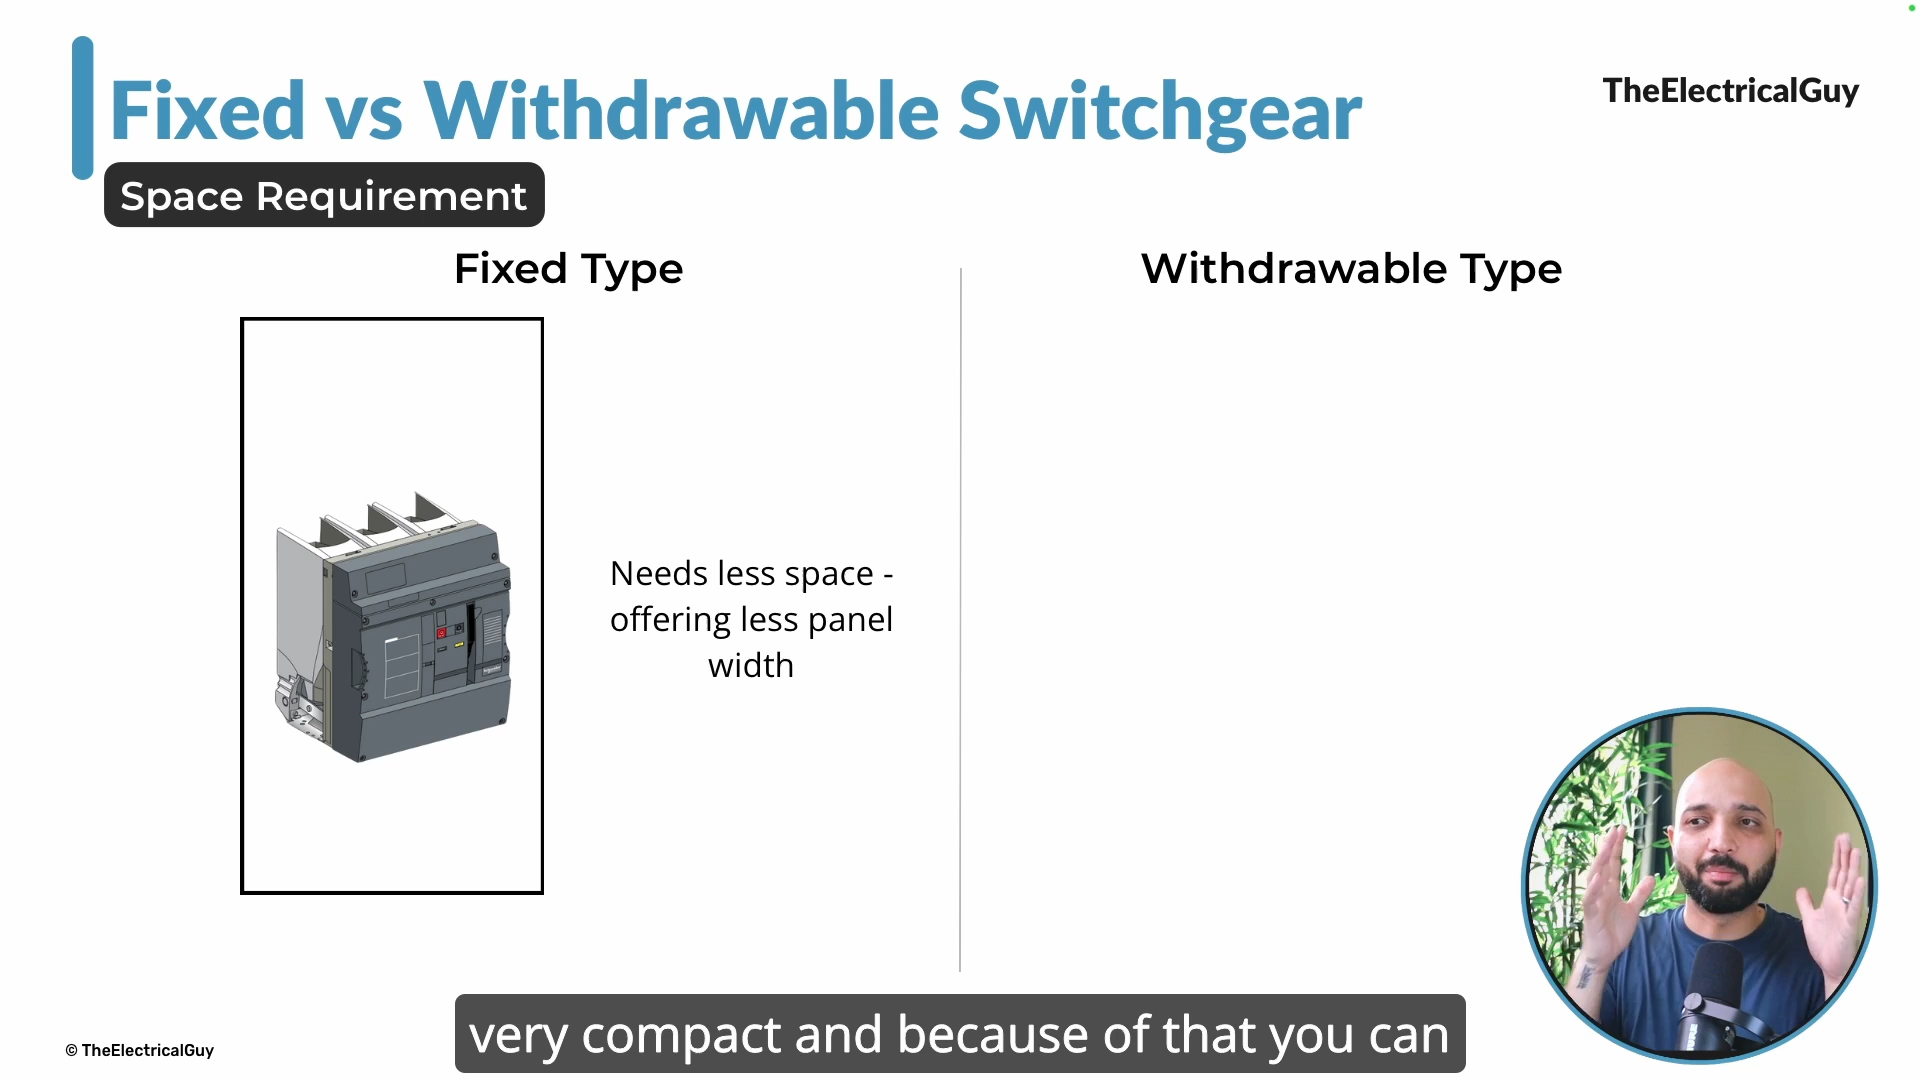 Fixed vs Withdrawable Switchgear
TheElectricalGuy
Space Requirement
Fixed Type
Withdrawable Type
Needs less space -
offering less panel
width
very compact and because of that you can
© TheElectricalGuy